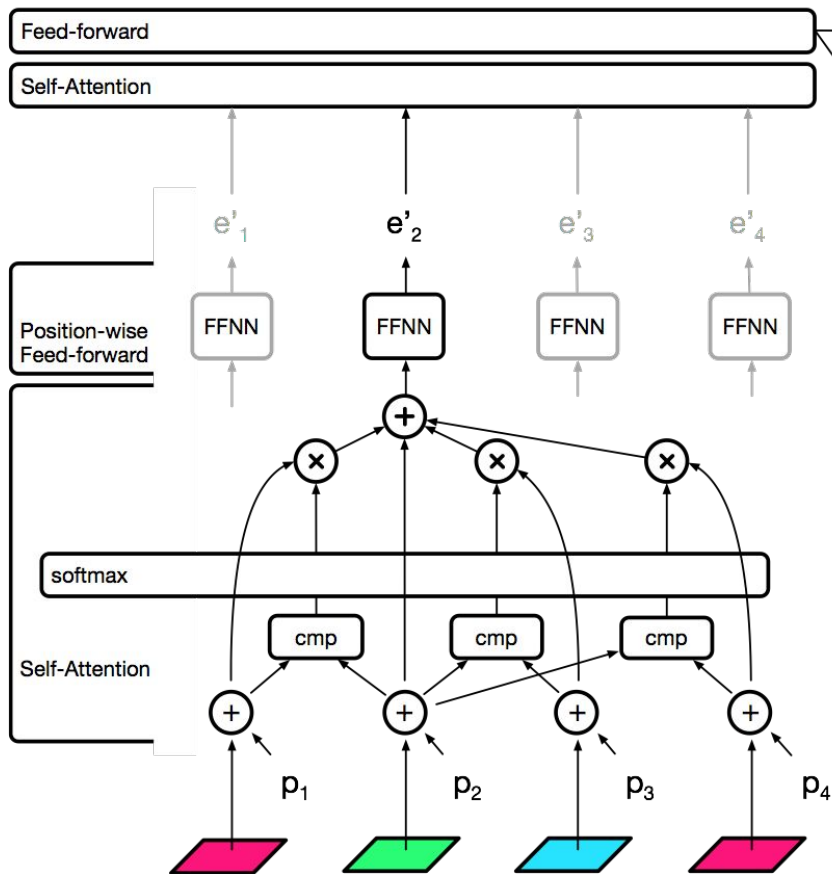 Feed-forward
Self-Attention
e'₁ e'₂ e'₃ e'₄
FFNN FFNN FFNN FFNN
Position-wise
Feed-forward
softmax
cmp cmp cmp
Self-Attention
p₁ p₂ p₃ p₄